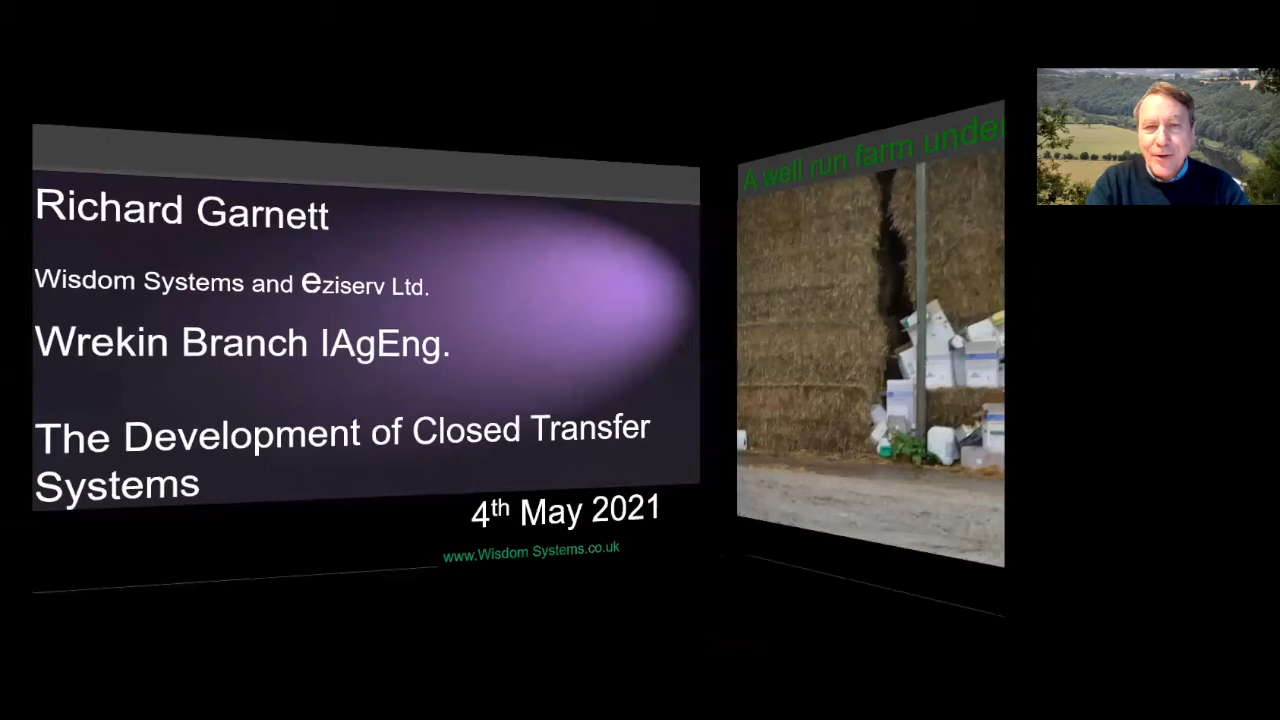 Richard Garnett
Wisdom Systems and eziserv Ltd.
Wrekin Branch IAgEng.
The Development of Closed Transfer
Systems
4th May 2021
www.Wisdom Systems.co.uk
A well run farm under